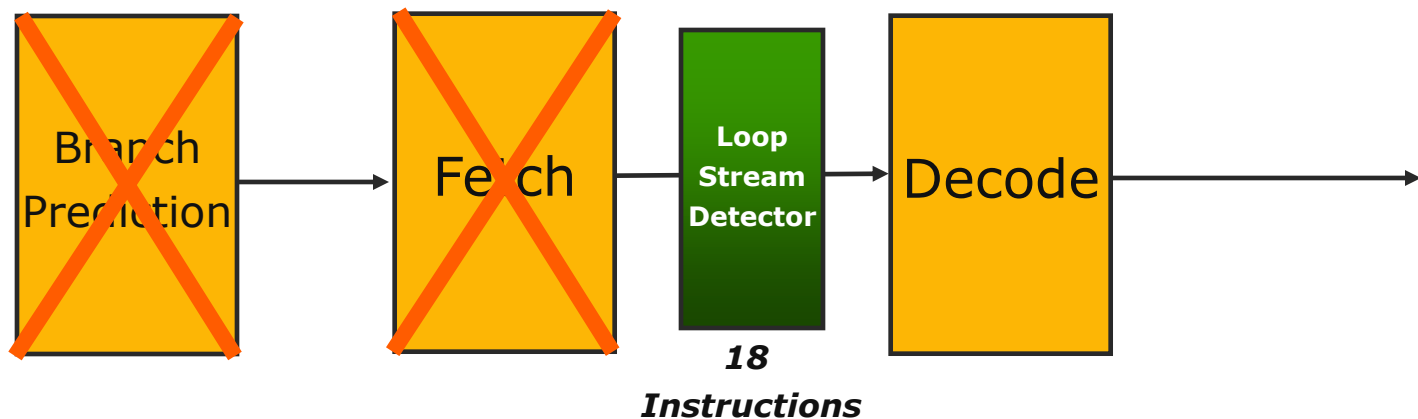 Branch
Prediction
Fetch
Loop
Stream
Detector
Decode
18
Instructions